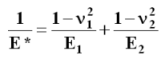 1/E* = (1−ν₁²)/E₁ + (1−ν₂²)/E₂